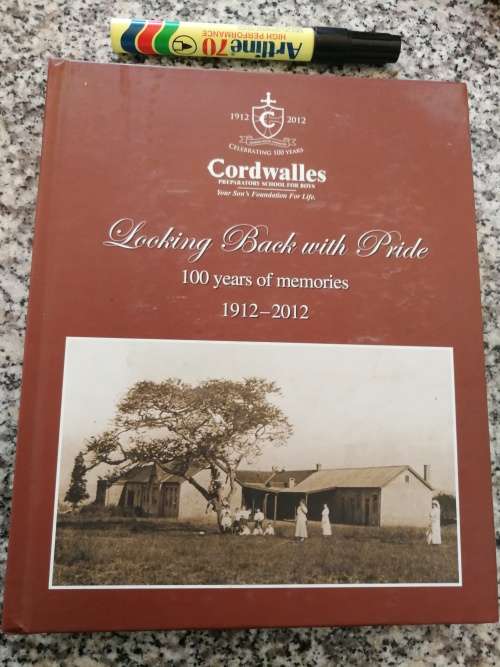 Artline 70
HIGH PERFORMANCE
1912 2012
C
CELEBRATING 100 YEARS
Cordwalles
PREPARATORY SCHOOL FOR BOYS
Your Son's Foundation For Life.
Looking Back with Pride
100 years of memories
1912–2012